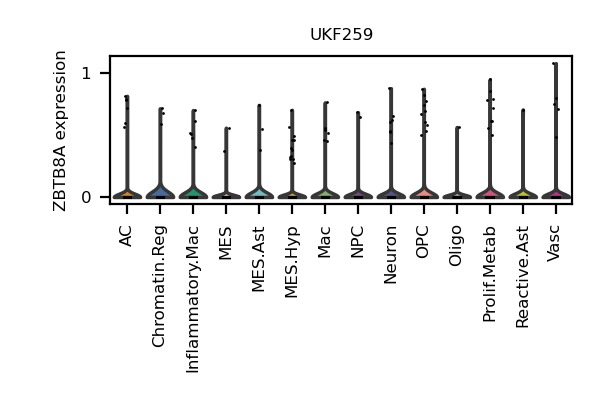 UKF259
ZBTB8A expression
1
0
AC
Chromatin.Reg
Inflammatory.Mac
MES
MES.Ast
MES.Hyp
Mac
NPC
Neuron
OPC
Oligo
Prolif.Metab
Reactive.Ast
Vasc